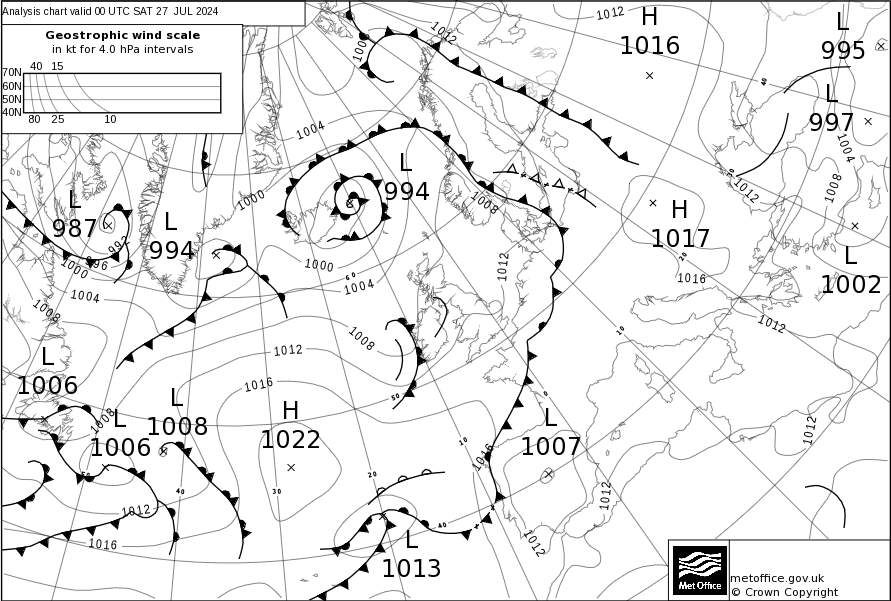 Analysis chart valid 00 UTC SAT 27 JUL 2024
Geostrophic wind scale
in kt for 4.0 hPa intervals
40 15
70N
60N
50N
40N
80 25 10
1012
H
1016
L
995
L
997
1004
1012
1004
1000
L
994
L
987
L
994
992
996
1000
1004
1008
1008
1012
1008
H
1017
1016
L
1002
1012
1000
1004
60
1008
1012
1012
1016
L
1006
L
1008
L
1006
1008
H
1022
L
1007
1016
1012
1012
1012
1012
1016
L
1013
50
40
30
20
10
40
0
10
20
40
metoffice.gov.uk
© Crown Copyright
Met Office